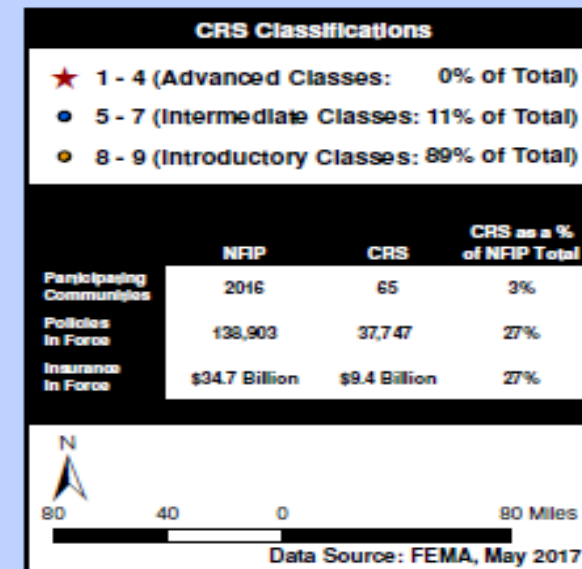 CRS Classifications
1 - 4 (Advanced Classes: 0% of Total)
5 - 7 (Intermediate Classes: 11% of Total)
8 - 9 (Introductory Classes: 89% of Total)
NFIP CRS CRS as a % of NFIP Total
Participating Communities 2016 65 3%
Policies In Force 138,903 37,747 27%
Insurance In Force $34.7 Billion $9.4 Billion 27%
N
80 40 0 80 Miles
Data Source: FEMA, May 2017